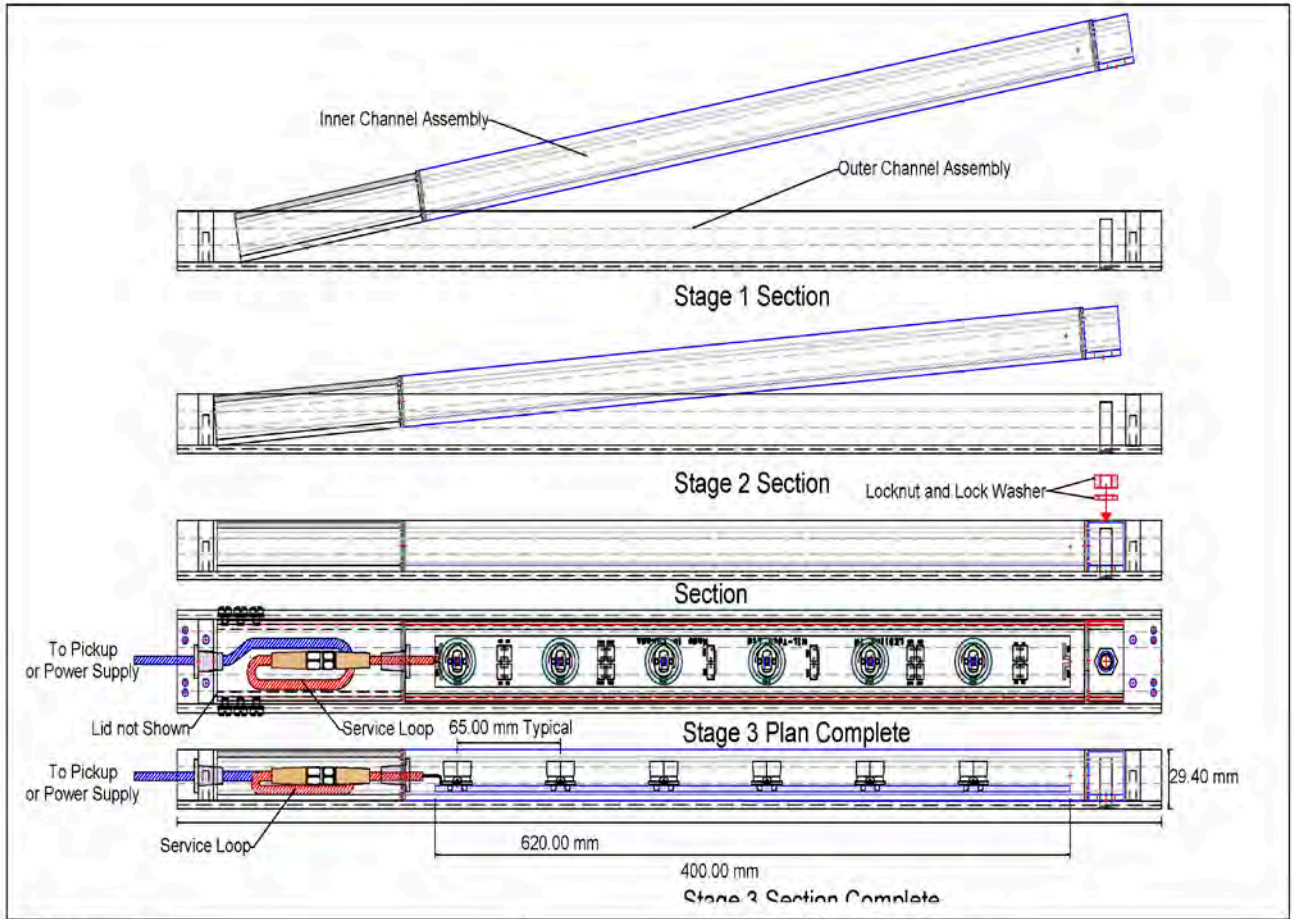 Inner Channel Assembly
Outer Channel Assembly
Stage 1 Section
Stage 2 Section
Locknut and Lock Washer
Section
To Pickup
or Power Supply
Lid not Shown
Service Loop
65.00 mm Typical
Stage 3 Plan Complete
To Pickup
or Power Supply
29.40 mm
Service Loop
620.00 mm
400.00 mm
Stage 3 Section Complete